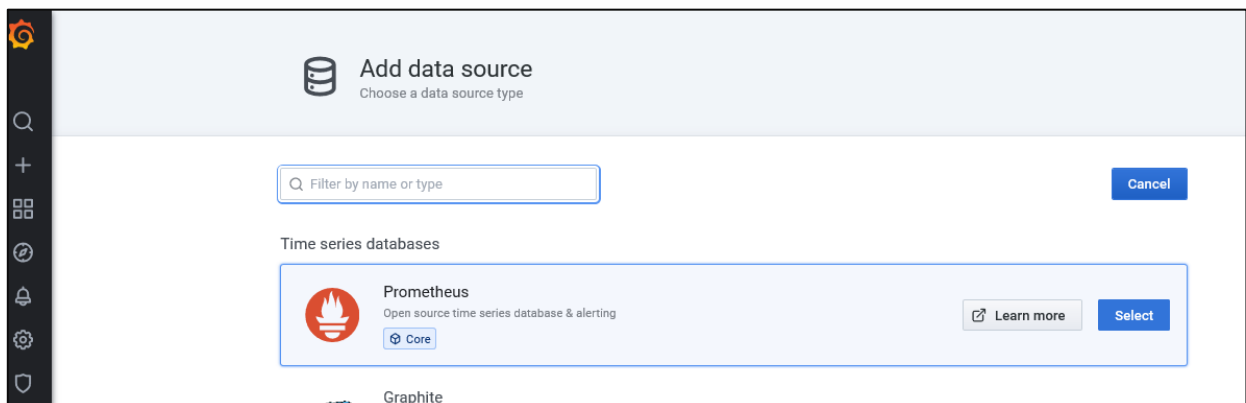 Add data source
Choose a data source type
Filter by name or type
Cancel
Time series databases
Prometheus
Open source time series database & alerting
Learn more
Select
Core
Graphite